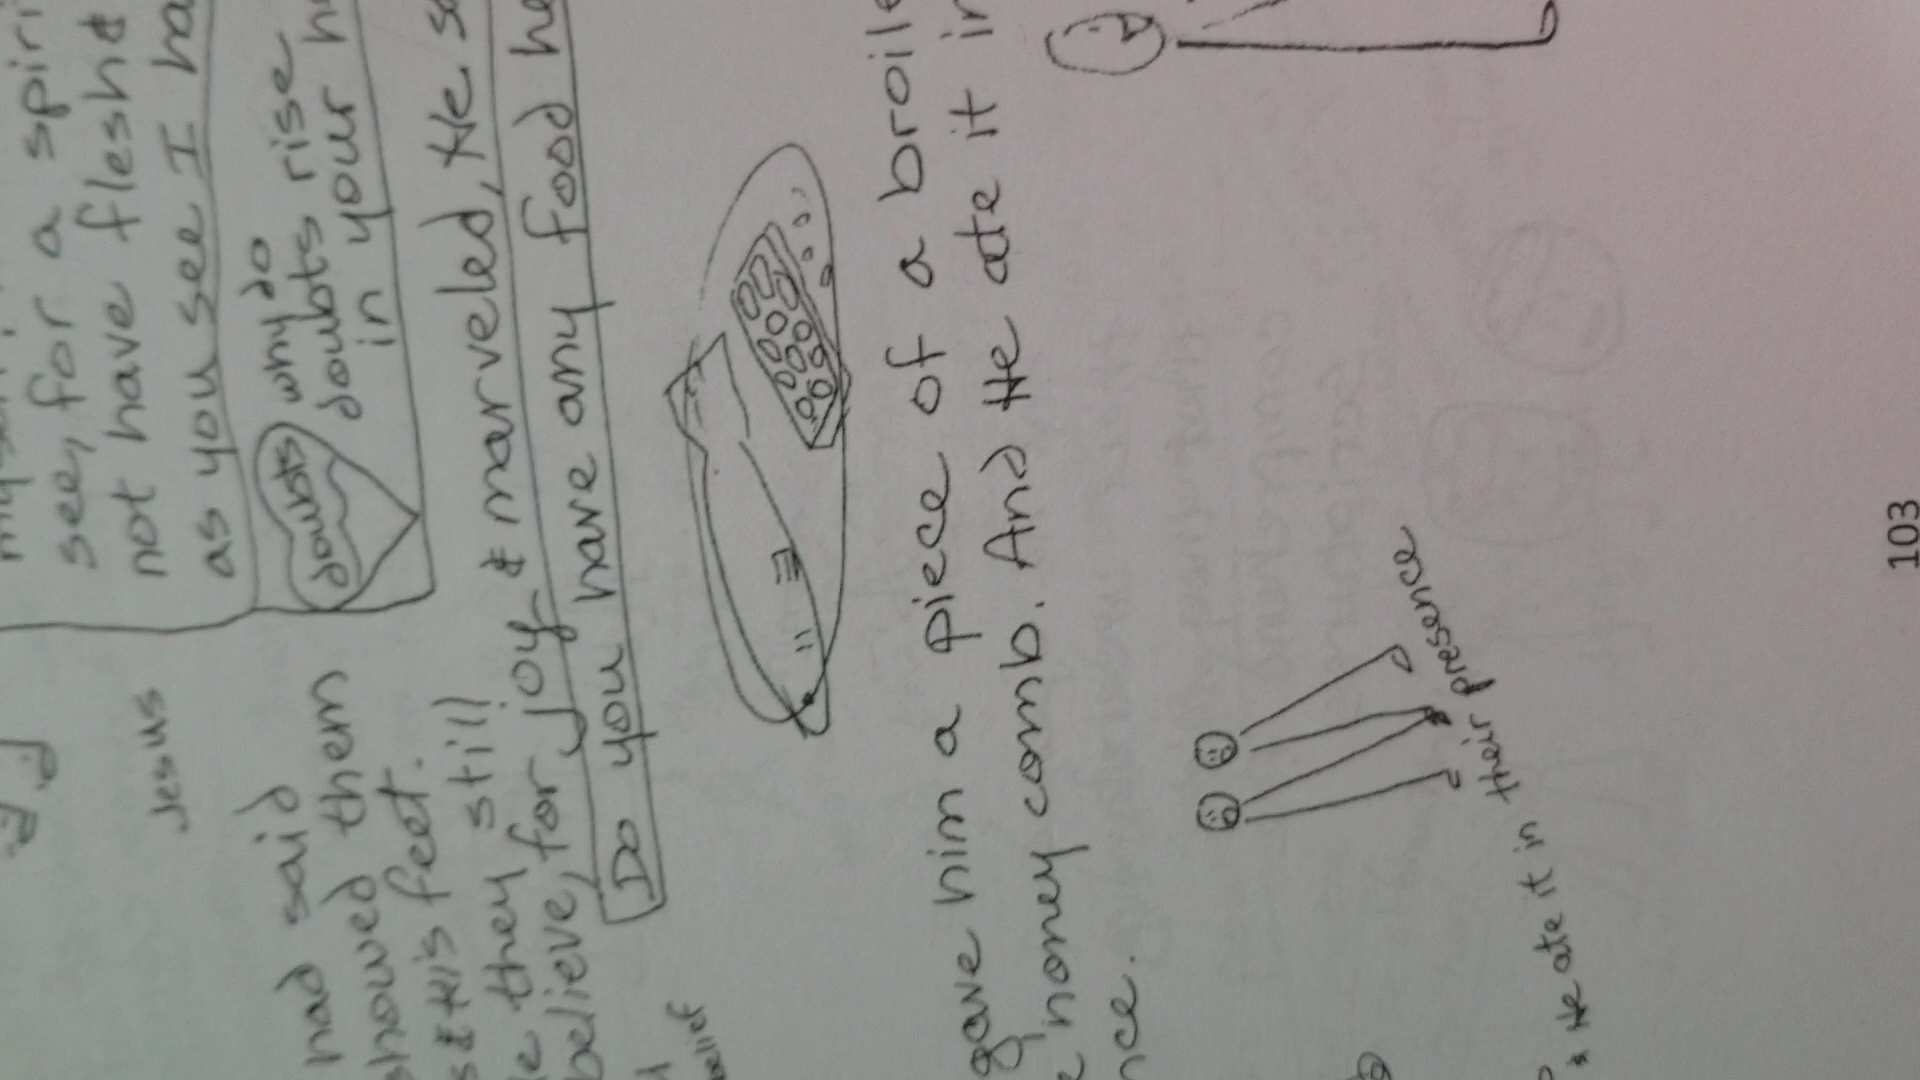 see, for a spiri
not have flesh &
as you see I ha
doubts
why do
doubts rise
in your he
Jesus
had said
showed them
s & His feet.
they still
believe, for joy & marveled, He s
Do you have any food he
gave him a piece of a broile
honey comb. And He ate it in
nce.
He ate it in their presence
103